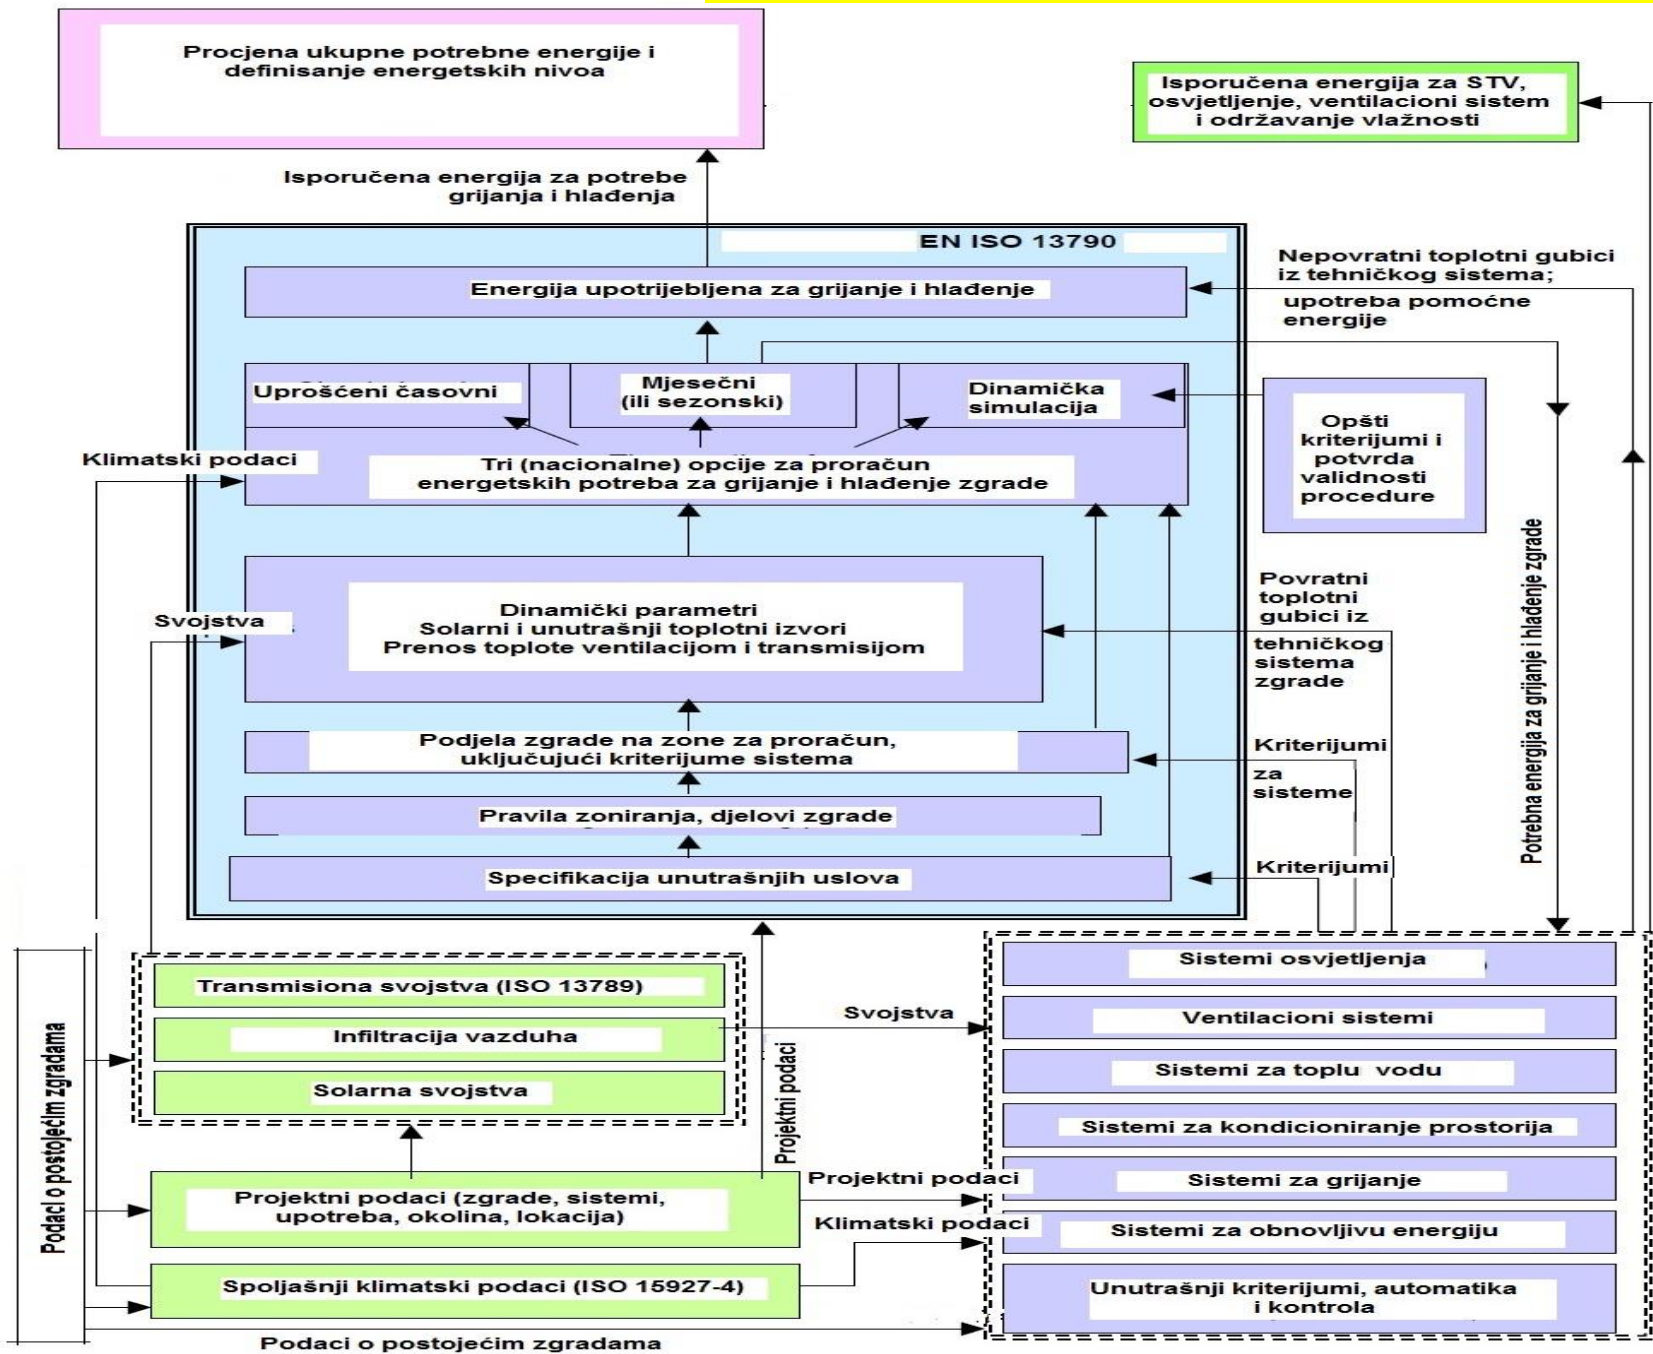 Procjena ukupne potrebne energije i
definisanje energetskih nivoa
Isporučena energija za STV,
osvjetljenje, ventilacioni sistem
i održavanje vlažnosti
Isporučena energija za potrebe
grijanja i hlađenja
EN ISO 13790
Nepovratni toplotni gubici
iz tehničkog sistema;
upotreba pomoćne
energije
Energija upotrijebljena za grijanje i hlađenje
Uprošćeni časovni
Mjesečni
(ili sezonski)
Dinamička
simulacija
Opšti
kriterijumi i
potvrda
validnosti
procedure
Klimatski podaci
Tri (nacionalne) opcije za proračun
energetskih potreba za grijanje i hlađenje zgrade
Potrebna energija za grijanje i hlađenje zgrade
Svojstva
Dinamički parametri
Solarni i unutrašnji toplotni izvori
Prenos toplote ventilacijom i transmisijom
Povratni
toplotni
gubici iz
tehničkog
sistema
zgrade
Podjela zgrade na zone za proračun,
uključujući kriterijume sistema
Kriterijumi
za
sisteme
Pravila zoniranja, djelovi zgrade
Specifikacija unutrašnjih uslova
Kriterijumi
Podaci o postojećim zgradama
Transmisiona svojstva (ISO 13789)
Infiltracija vazduha
Solarna svojstva
Svojstva
Projektni podaci
Projektni podaci (zgrade, sistemi,
upotreba, okolina, lokacija)
Projektni podaci
Klimatski podaci
Spoljašnji klimatski podaci (ISO 15927-4)
Podaci o postojećim zgradama
Sistemi osvjetljenja
Ventilacioni sistemi
Sistemi za toplu vodu
Sistemi za kondicioniranje prostorija
Sistemi za grijanje
Sistemi za obnovljivu energiju
Unutrašnji kriterijumi, automatika
i kontrola